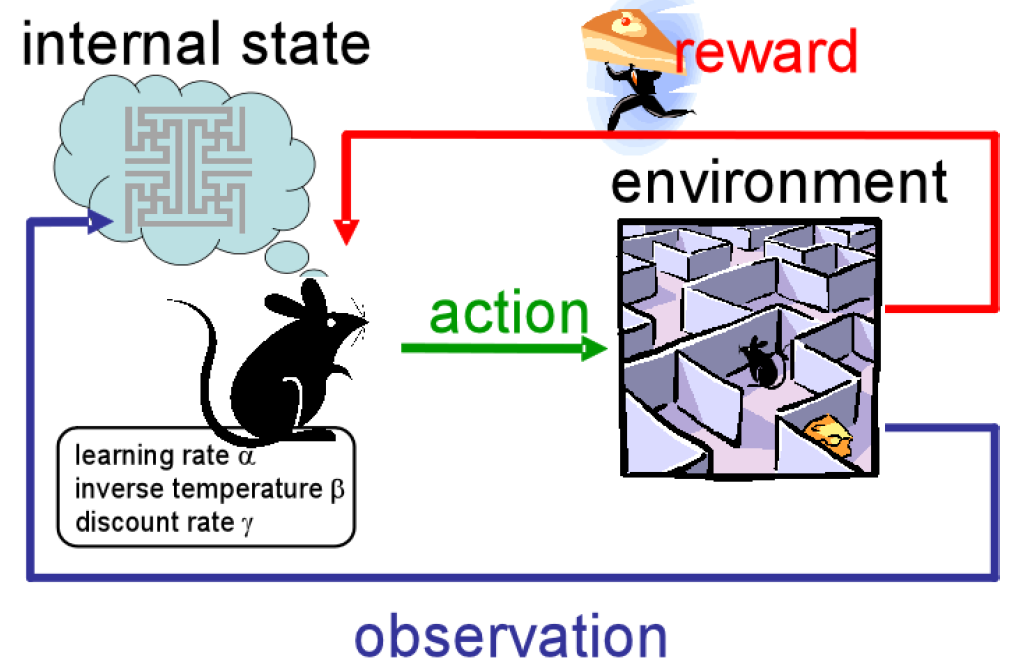 internal state
reward
environment
action
learning rate α
inverse temperature β
discount rate γ
observation